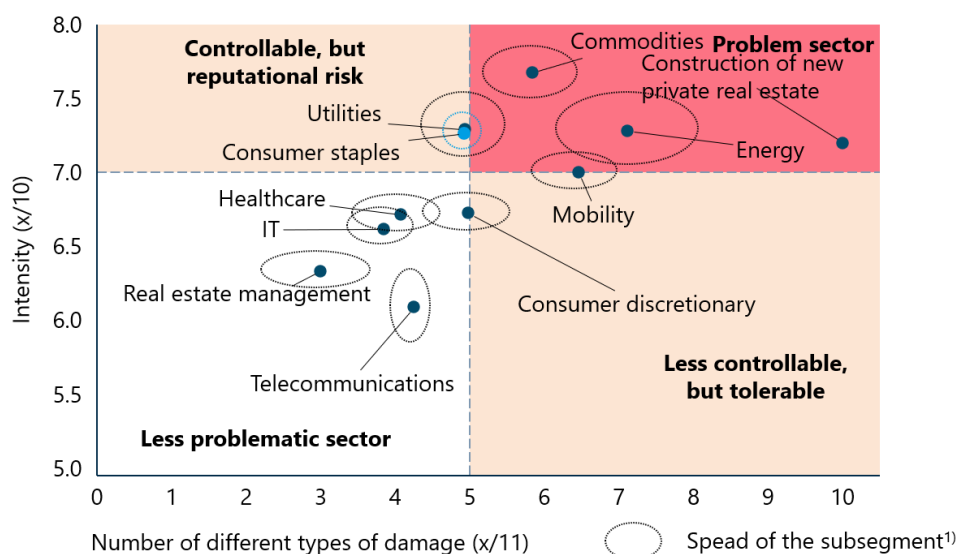 8.0
7.5
7.0
6.5
6.0
5.5
5.0
Intensity (x/10)
Controllable, but
reputational risk
Commodities
Problem sector
Construction of new
private real estate
Utilities
Consumer staples
Energy
Mobility
Healthcare
IT
Real estate management
Consumer discretionary
Telecommunications
Less controllable,
but tolerable
Less problematic sector
0 1 2 3 4 5 6 7 8 9 10
Number of different types of damage (x/11)
Spead of the subsegment¹⁾